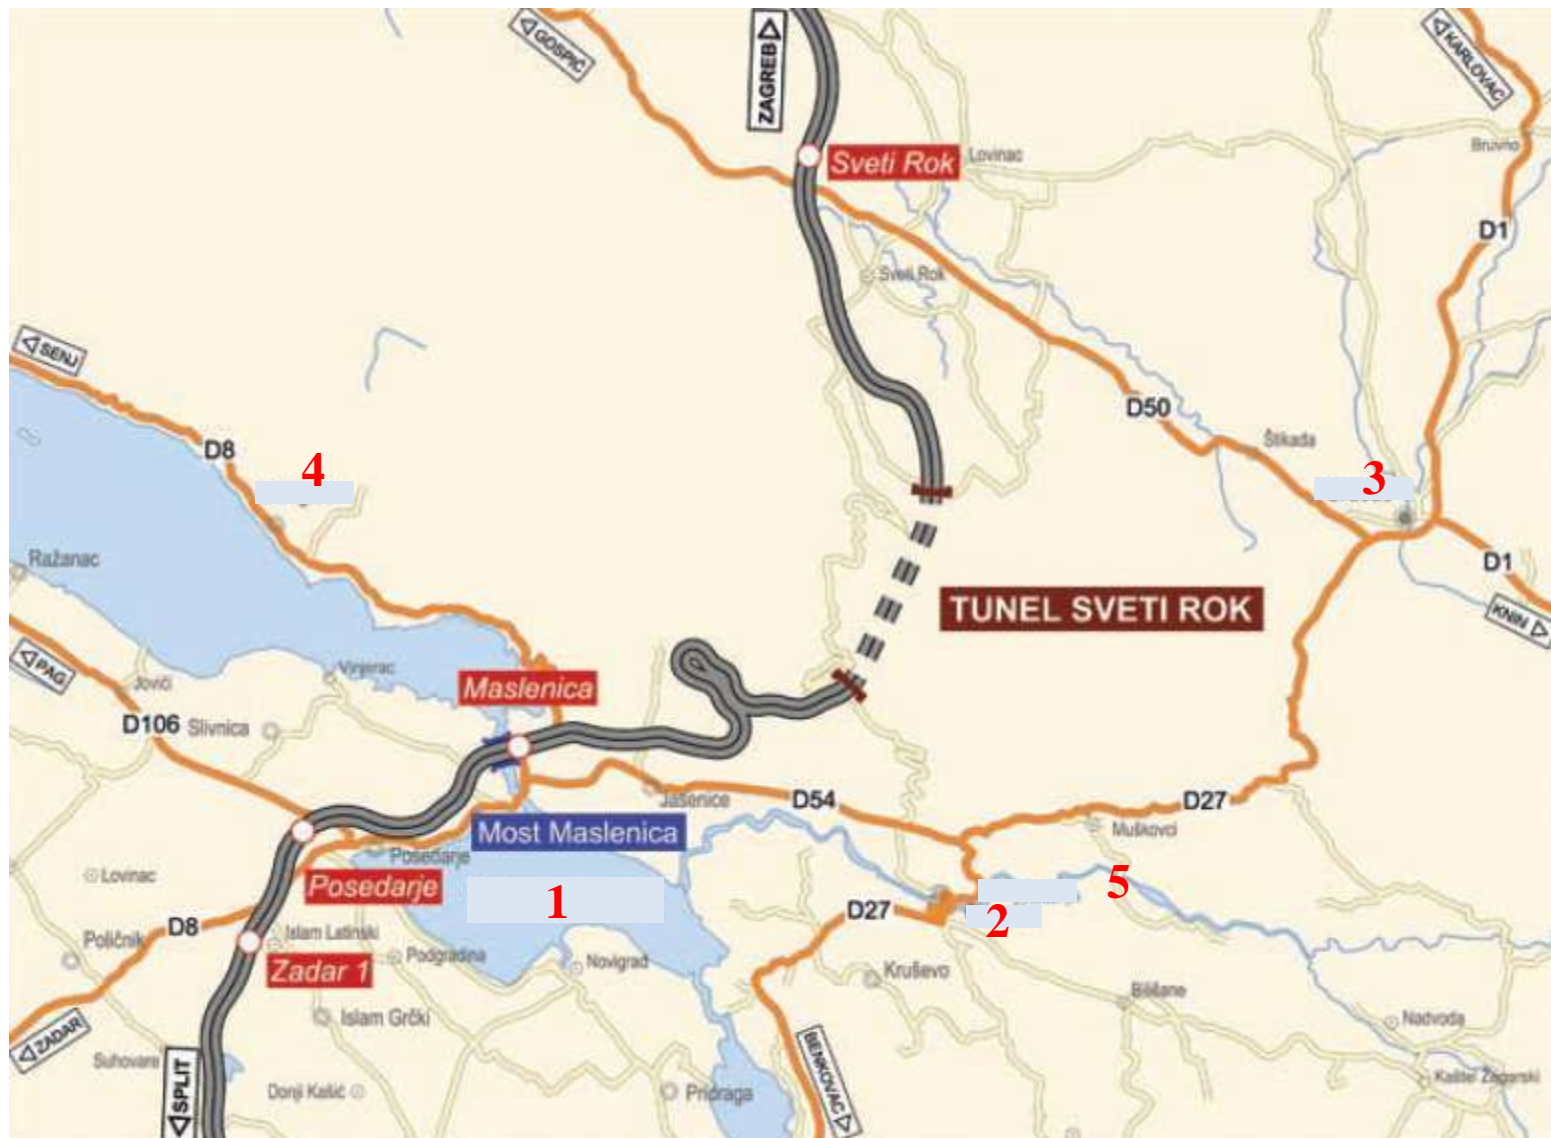 GOSPIĆ
ZAGREB
KARLOVAC
Bruvno
Sveti Rok
Lovinac
D1
Sveti Rok
SENJ
D50
Štikada
D8
4
3
Ražanac
D1
TUNEL SVETI ROK
KNIN
PAG
Vinjerac
Jovići
Maslenica
D106
Slivnica
Jasenice
D54
D27
Muškovci
Most Maslenica
Posedarje
Lovinac
Posedarje
1
5
2
D27
D8
Poličnik
Islam Latinski
Podgradina
Novigrad
Zadar 1
Kruševo
Bilišane
Islam Grčki
Nadvoda
ZADAR
Suhovare
SPLIT
Donji Kašić
Pridraga
BENKOVAC
Kaštel Žegarski